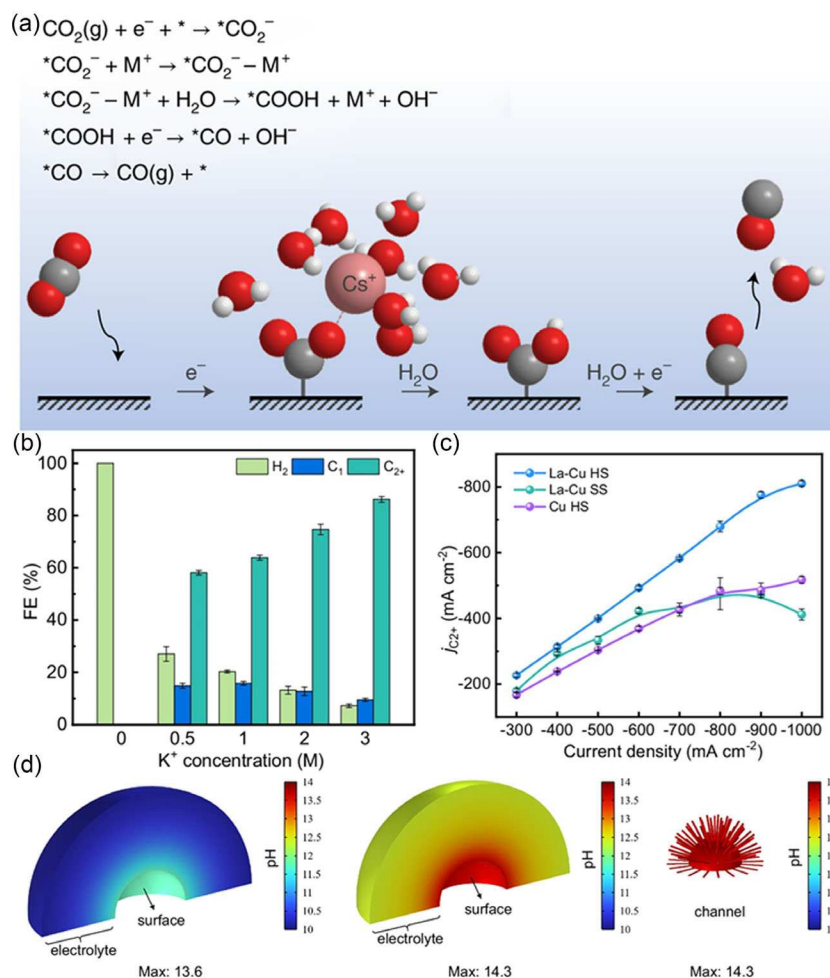 (a)
CO₂(g) + e⁻ + * → *CO₂⁻
*CO₂⁻ + M⁺ → *CO₂⁻ – M⁺
*CO₂⁻ – M⁺ + H₂O → *COOH + M⁺ + OH⁻
*COOH + e⁻ → *CO + OH⁻
*CO → CO(g) + *
Cs⁺
e⁻
H₂O
H₂O + e⁻
(b)
FE (%)
100
80
60
40
20
0
H₂
C₁
C₂₊
0 0.5 1 2 3
K⁺ concentration (M)
(c)
j_C2+ (mA cm⁻²)
-800
-600
-400
-200
La-Cu HS
La-Cu SS
Cu HS
-300 -400 -500 -600 -700 -800 -900 -1000
Current density (mA cm⁻²)
(d)
surface
electrolyte
Max: 13.6
pH
14
13.5
13
12.5
12
11.5
11
10.5
10
surface
electrolyte
Max: 14.3
pH
14
13.5
13
12.5
12
11.5
11
10.5
10
channel
Max: 14.3
pH